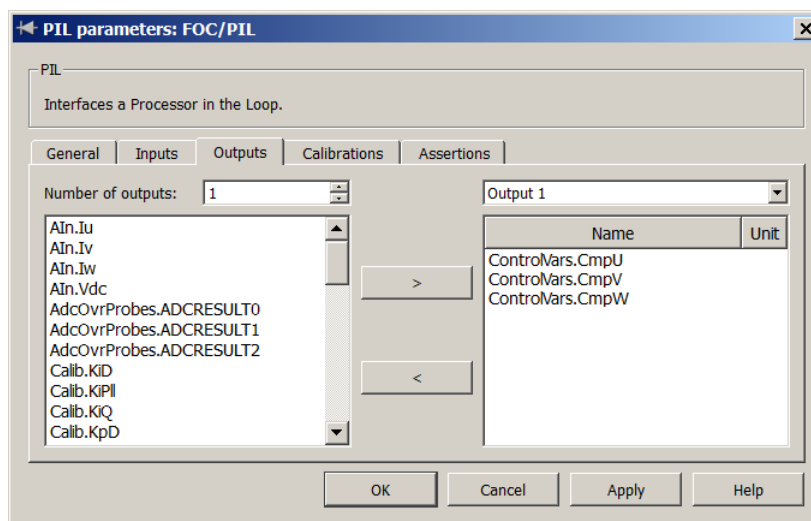 PIL parameters: FOC/PIL
PIL
Interfaces a Processor in the Loop.
General Inputs Outputs Calibrations Assertions
Number of outputs: 1
Output 1
AIn.Iu
AIn.Iv
AIn.Iw
AIn.Vdc
AdcOvrProbes.ADCRESULT0
AdcOvrProbes.ADCRESULT1
AdcOvrProbes.ADCRESULT2
Calib.KiD
Calib.KiPll
Calib.KiQ
Calib.KpD
>
<
Name Unit
ControlVars.CmpU
ControlVars.CmpV
ControlVars.CmpW
OK Cancel Apply Help